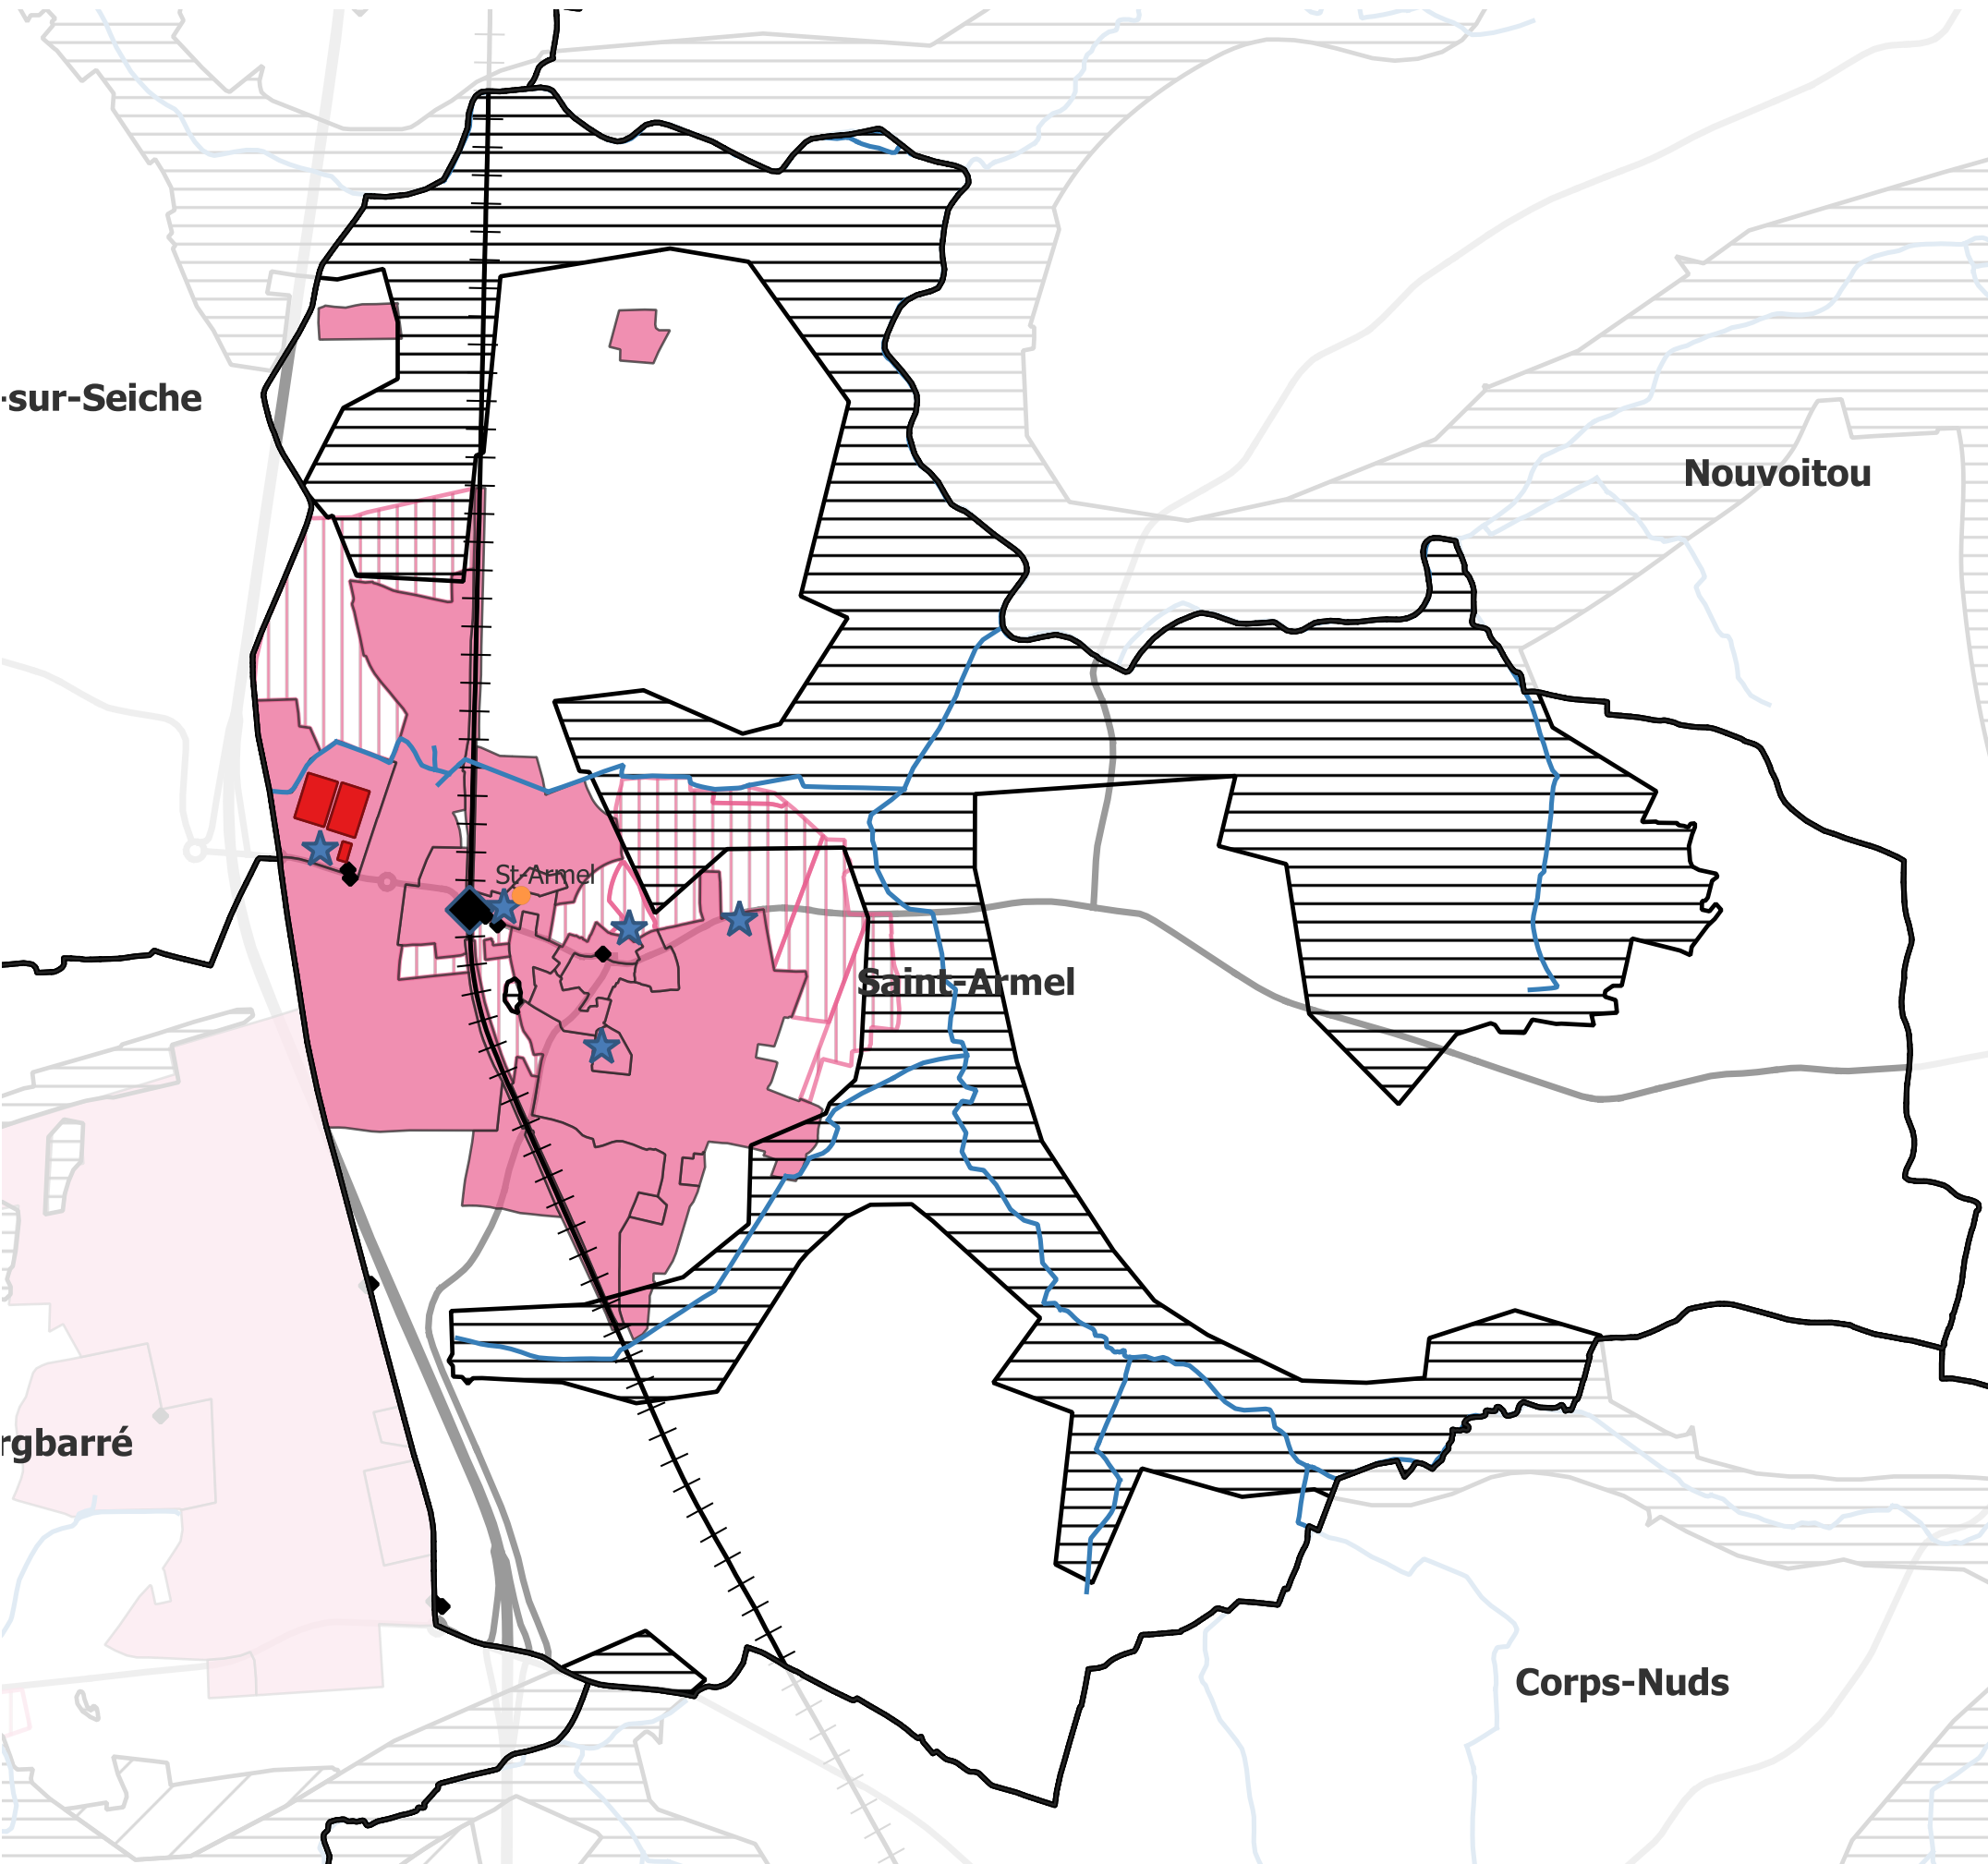 -sur-Seiche
Nouvoitou
St-Armel
Saint-Armel
rgbarré
Corps-Nuds